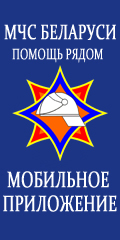 МЧС БЕЛАРУСИ
ПОМОЩЬ РЯДОМ
МОБИЛЬНОЕ
ПРИЛОЖЕНИЕ